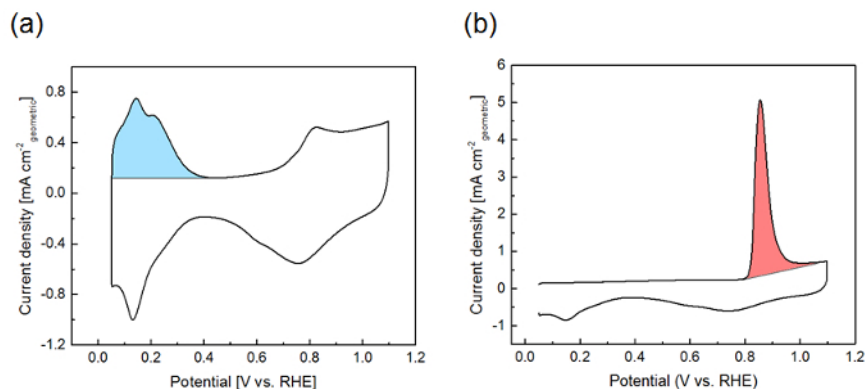 (a)
Current density [mA cm⁻²geometric]
0.8
0.4
0.0
-0.4
-0.8
-1.2
0.0 0.2 0.4 0.6 0.8 1.0 1.2
Potential [V vs. RHE]
(b)
Current density [mA cm⁻²geometric]
6
5
4
3
2
1
0
-1
0.0 0.2 0.4 0.6 0.8 1.0 1.2
Potential (V vs. RHE)